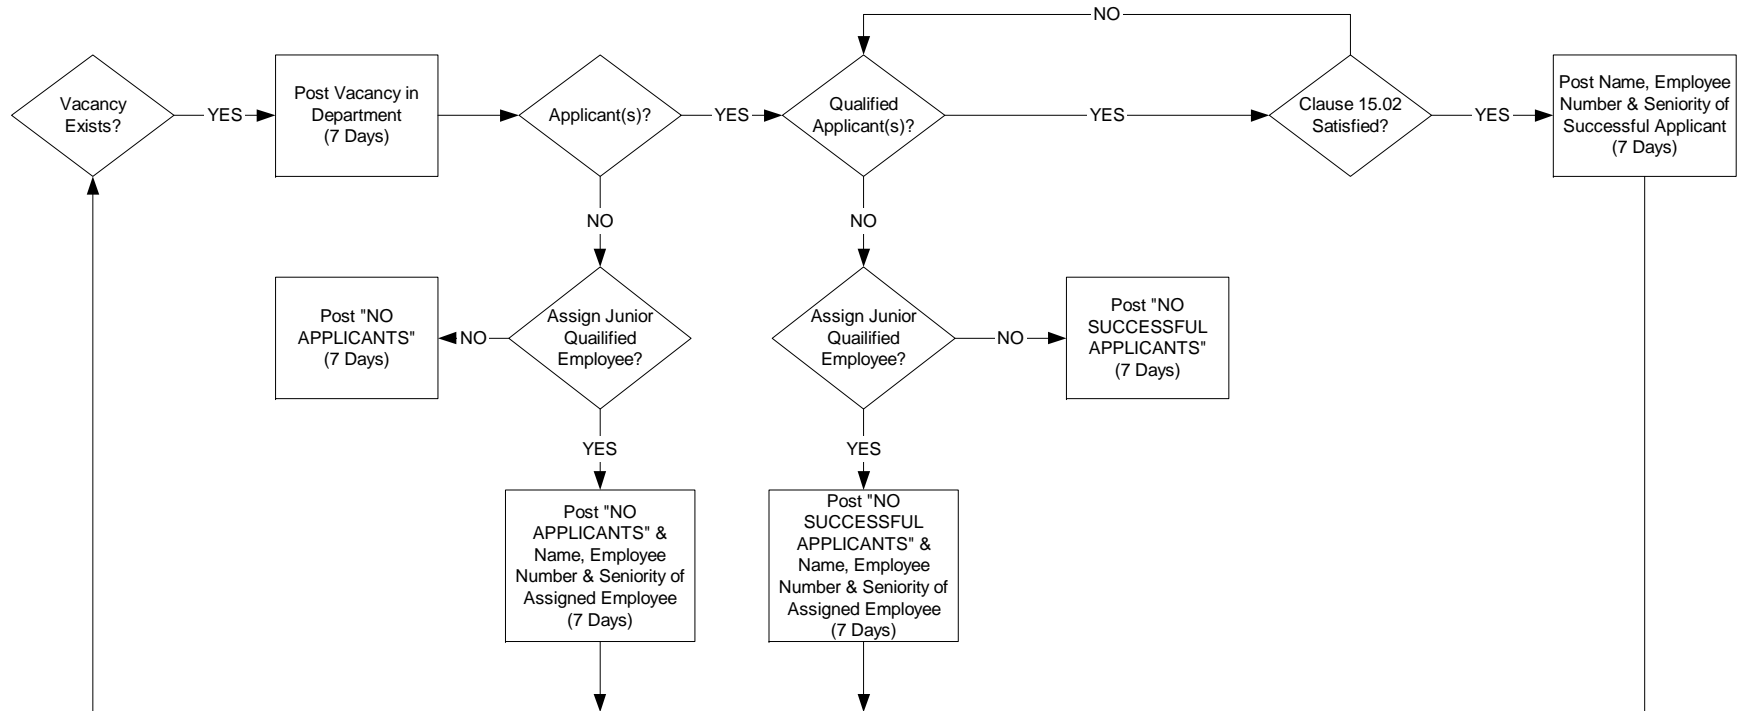 NO
Vacancy
Exists?
YES
Post Vacancy in
Department
(7 Days)
Applicant(s)?
YES
Qualified
Applicant(s)?
YES
Clause 15.02
Satisfied?
YES
Post Name, Employee
Number & Seniority of
Successful Applicant
(7 Days)
NO
NO
Post "NO
APPLICANTS"
(7 Days)
NO
Assign Junior
Quailified
Employee?
Assign Junior
Quailified
Employee?
NO
Post "NO
SUCCESSFUL
APPLICANTS"
(7 Days)
YES
YES
Post "NO
APPLICANTS" &
Name, Employee
Number & Seniority of
Assigned Employee
(7 Days)
Post "NO
SUCCESSFUL
APPLICANTS" &
Name, Employee
Number & Seniority of
Assigned Employee
(7 Days)